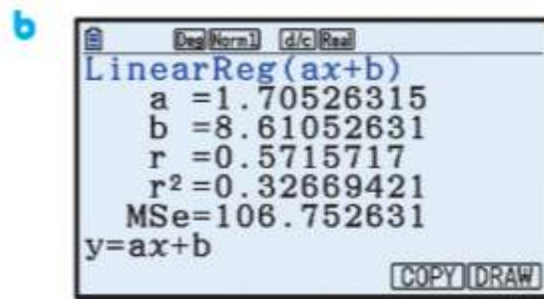 b
Deg Norm1 d/c Real
LinearReg(ax+b)
a =1.70526315
b =8.61052631
r =0.5715717
r²=0.32669421
MSe=106.752631
y=ax+b
COPY DRAW